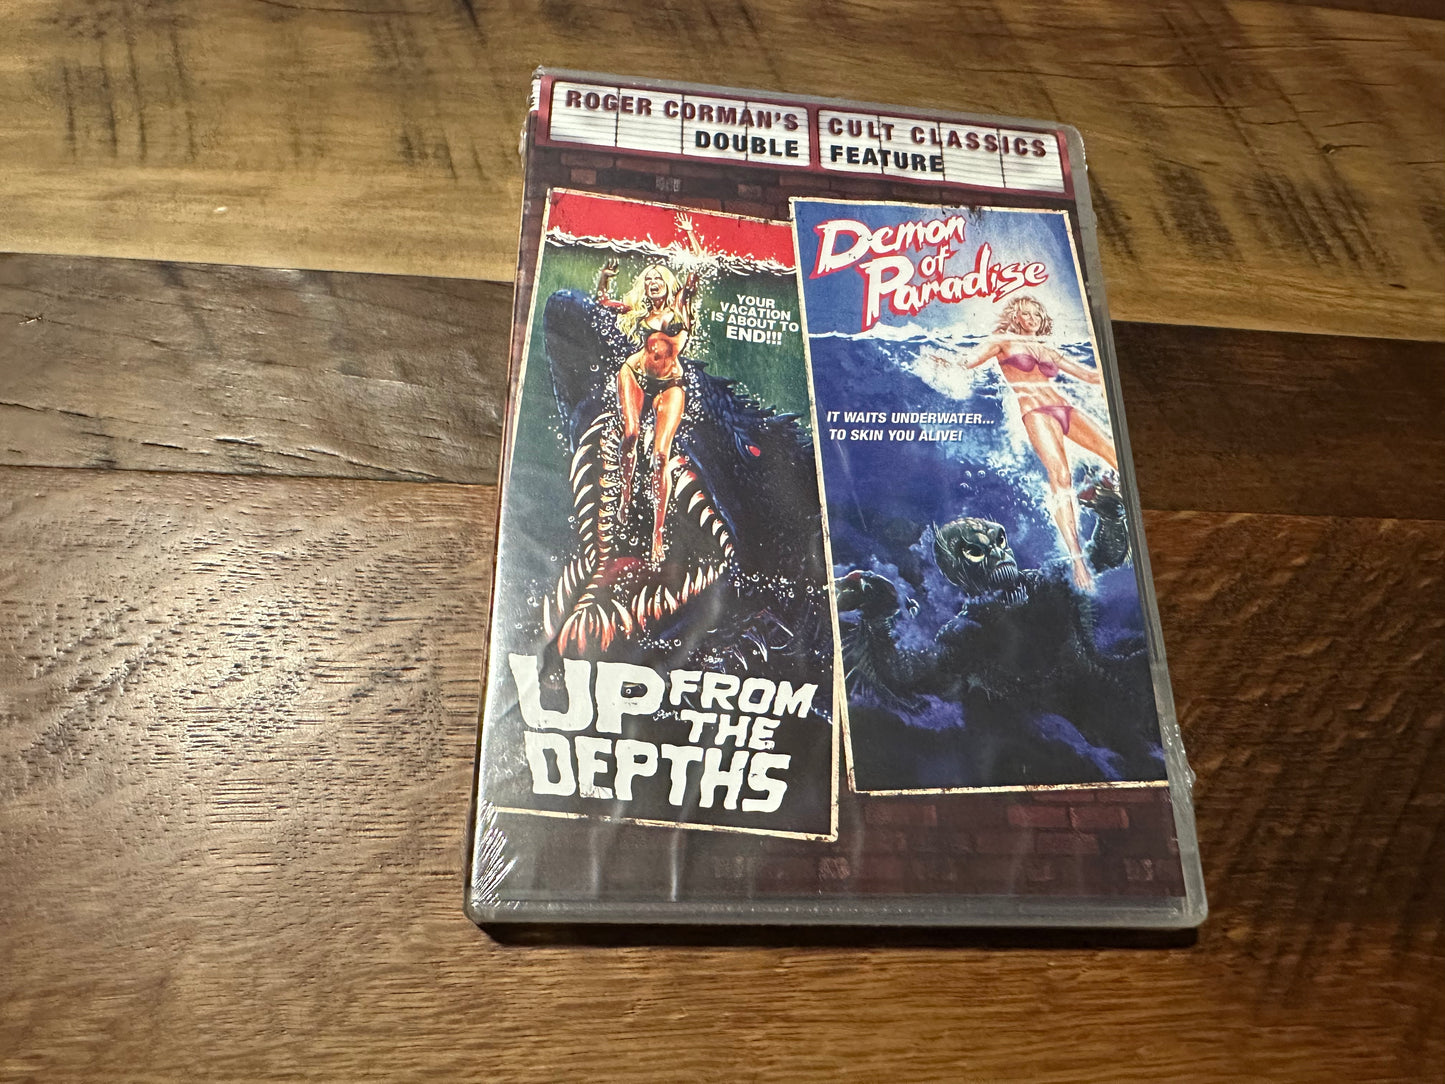 ROGER CORMAN'S CULT CLASSICS
DOUBLE FEATURE
YOUR
VACATION
IS ABOUT TO
END!!!
UP FROM
THE
DEPTHS
Demon
of
Paradise
IT WAITS UNDERWATER...
TO SKIN YOU ALIVE!